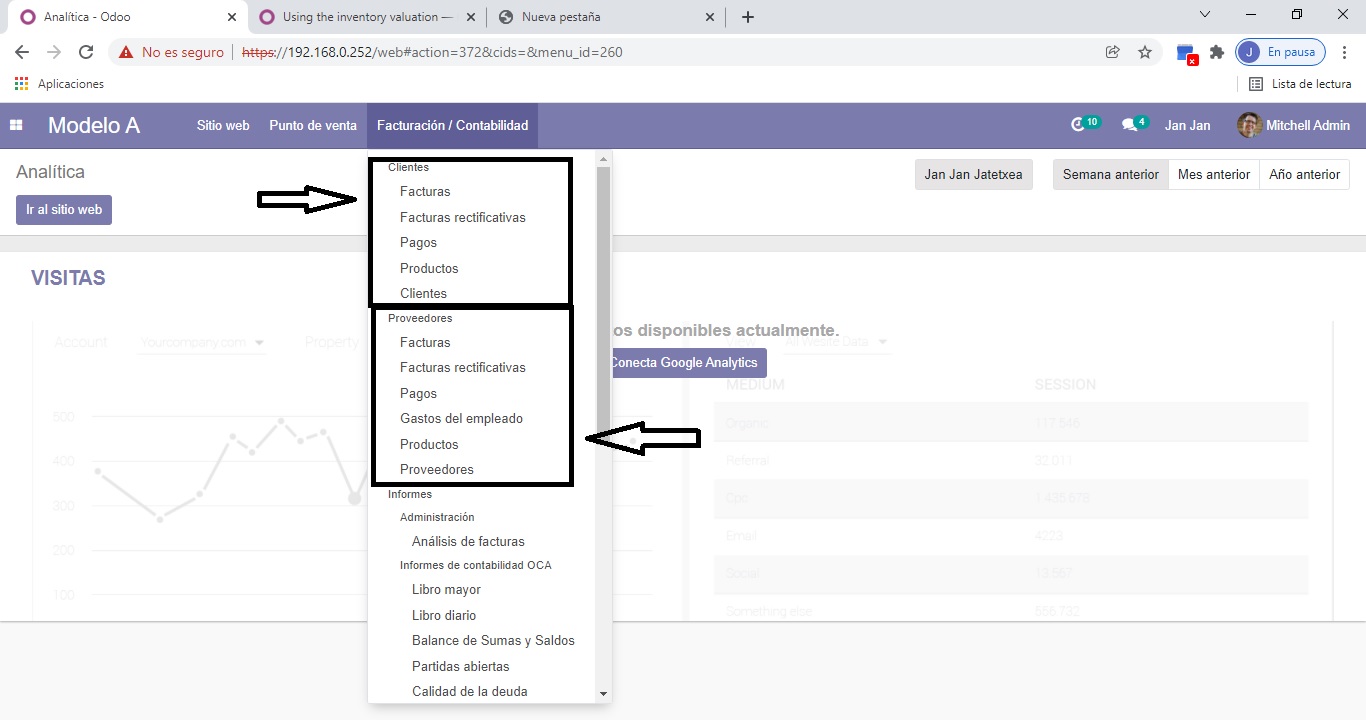 Analítica - Odoo
Using the inventory valuation —
Nueva pestaña
No es seguro
https://192.168.0.252/web#action=372&cids=&menu_id=260
J
En pausa
Aplicaciones
Lista de lectura
Modelo A
Sitio web
Punto de venta
Facturación / Contabilidad
10
4
Jan Jan
Mitchell Admin
Analítica
Ir al sitio web
Jan Jan Jatetxea
Semana anterior
Mes anterior
Año anterior
Clientes
Facturas
Facturas rectificativas
Pagos
Productos
Clientes
Proveedores
Facturas
Facturas rectificativas
Pagos
Gastos del empleado
Productos
Proveedores
Informes
Administración
Análisis de facturas
Informes de contabilidad OCA
Libro mayor
Libro diario
Balance de Sumas y Saldos
Partidas abiertas
Calidad de la deuda
VISITAS
Account
Yourcompany.com
Property
500
400
300
200
100
os disponibles actualmente.
Conecta Google Analytics
View
All Wesite Data
MEDIUM SESSION
Organic 117 546
Referral 32 011
Cpc 1 435 678
Email 4223
Social 13 567
Something else 556 732